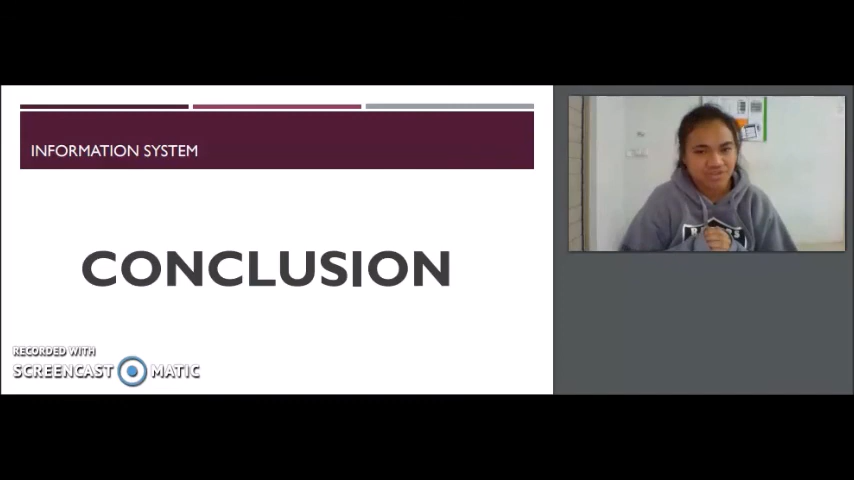 INFORMATION SYSTEM
CONCLUSION
RECORDED WITH
SCREENCAST MATIC